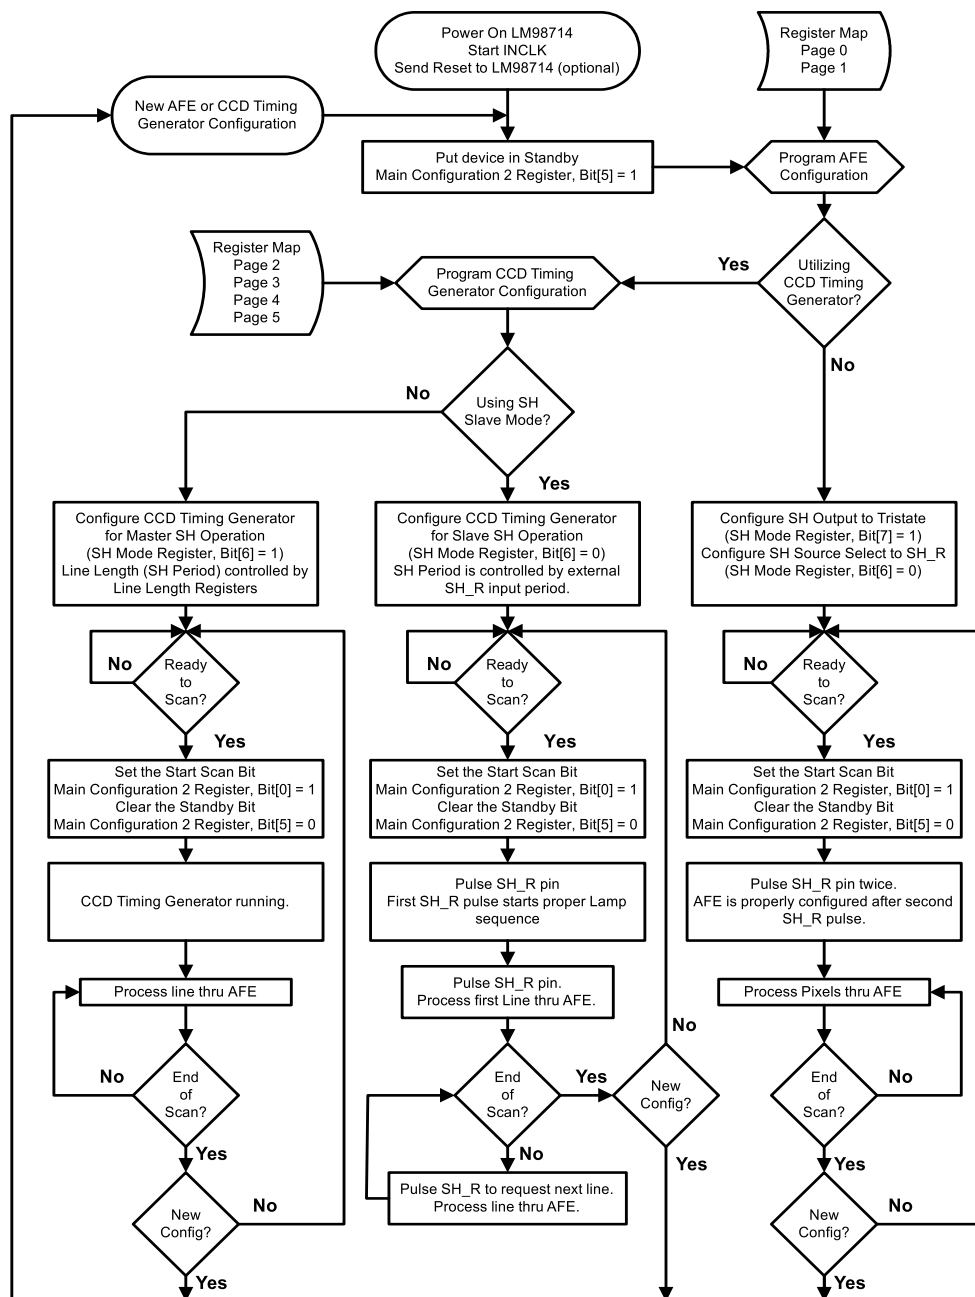 Power On LM98714
Start INCLK
Send Reset to LM98714 (optional)
Register Map
Page 0
Page 1
New AFE or CCD Timing
Generator Configuration
Put device in Standby
Main Configuration 2 Register, Bit[5] = 1
Program AFE
Configuration
Register Map
Page 2
Page 3
Page 4
Page 5
Program CCD Timing
Generator Configuration
Yes
Utilizing
CCD Timing
Generator?
No
No
Using SH
Slave Mode?
Yes
Configure CCD Timing Generator
for Master SH Operation
(SH Mode Register, Bit[6] = 1)
Line Length (SH Period) controlled by
Line Length Registers
Configure CCD Timing Generator
for Slave SH Operation
(SH Mode Register, Bit[6] = 0)
SH Period is controlled by external
SH_R input period.
Configure SH Output to Tristate
(SH Mode Register, Bit[7] = 1)
Configure SH Source Select to SH_R
(SH Mode Register, Bit[6] = 0)
No
Ready
to
Scan?
Yes
No
Ready
to
Scan?
Yes
No
Ready
to
Scan?
Yes
Set the Start Scan Bit
Main Configuration 2 Register, Bit[0] = 1
Clear the Standby Bit
Main Configuration 2 Register, Bit[5] = 0
Set the Start Scan Bit
Main Configuration 2 Register, Bit[0] = 1
Clear the Standby Bit
Main Configuration 2 Register, Bit[5] = 0
Set the Start Scan Bit
Main Configuration 2 Register, Bit[0] = 1
Clear the Standby Bit
Main Configuration 2 Register, Bit[5] = 0
CCD Timing Generator running.
Pulse SH_R pin
First SH_R pulse starts proper Lamp
sequence
Pulse SH_R pin twice.
AFE is properly configured after second
SH_R pulse.
Process line thru AFE
Pulse SH_R pin.
Process first Line thru AFE.
Process Pixels thru AFE
No
End
of
Scan?
Yes
End
of
Scan?
Yes
No
No
New
Config?
Yes
End
of
Scan?
No
Yes
Pulse SH_R to request next line.
Process line thru AFE.
New
Config?
No
Yes
New
Config?
No
Yes